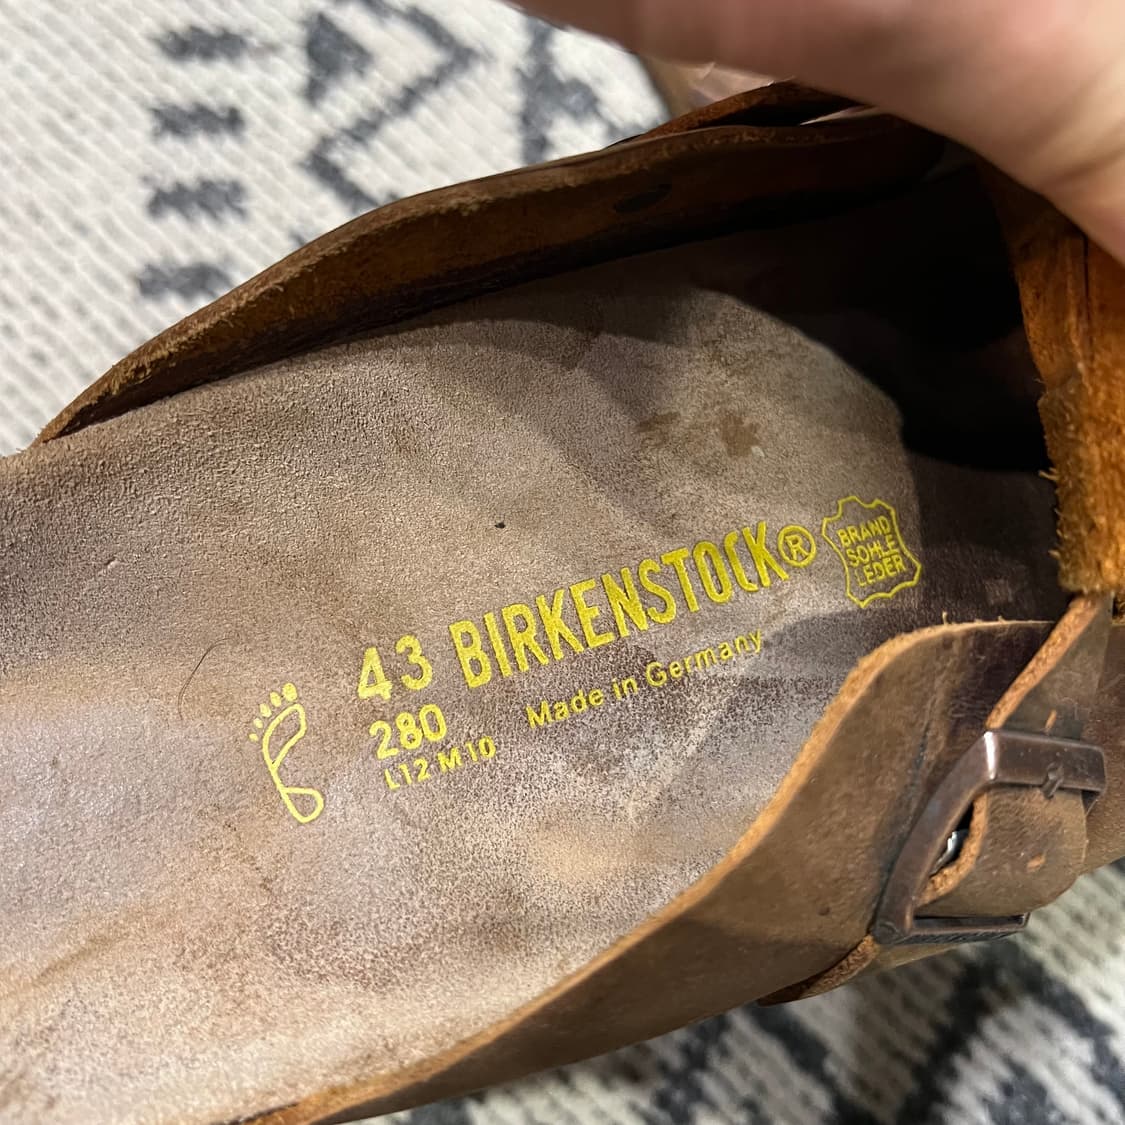 43 BIRKENSTOCK®
BRAND
SOHLE
LEDER
280
Made in Germany
L12 M10